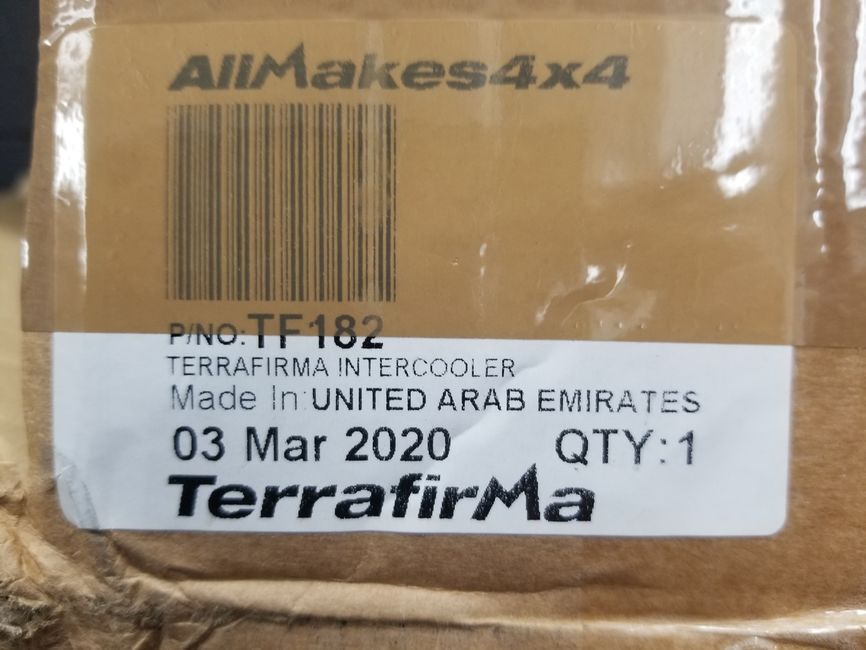 AllMakes4x4
P/NO:TF182
TERRAFIRMA INTERCOOLER
Made In:UNITED ARAB EMIRATES
03 Mar 2020 QTY:1
TerrafirMa